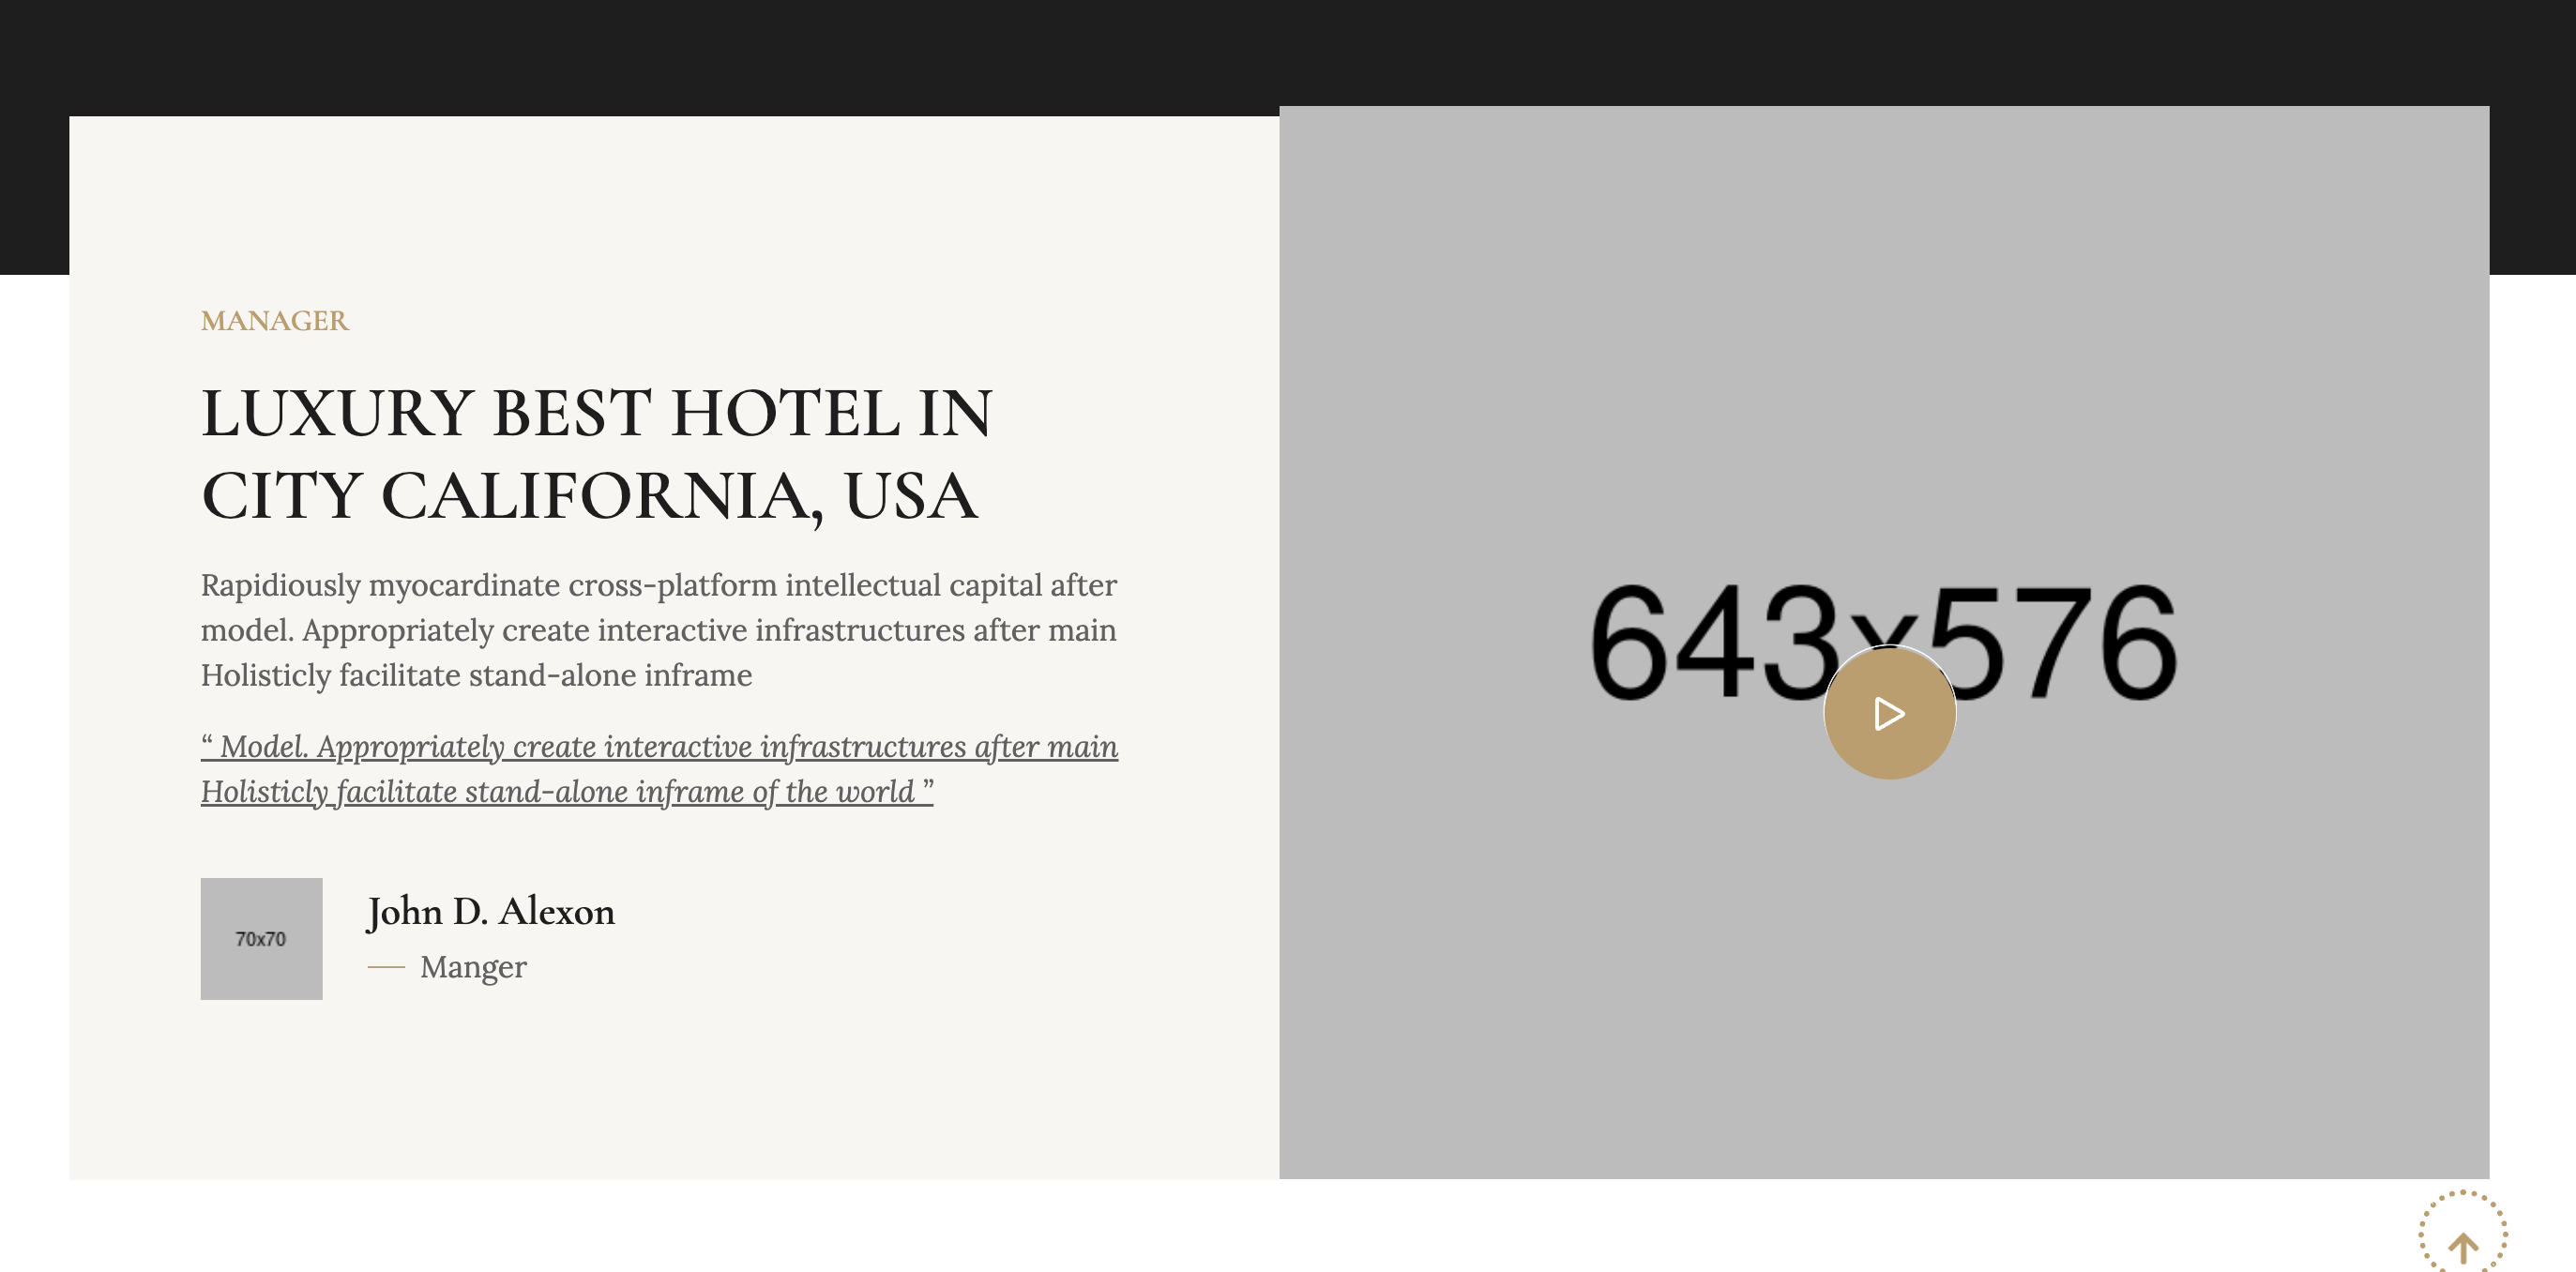 MANAGER
LUXURY BEST HOTEL IN
CITY CALIFORNIA, USA
Rapidiously myocardinate cross-platform intellectual capital after
model. Appropriately create interactive infrastructures after main
Holisticly facilitate stand-alone inframe
“ Model. Appropriately create interactive infrastructures after main
Holisticly facilitate stand-alone inframe of the world ”
70x70
John D. Alexon
Manger
643x576